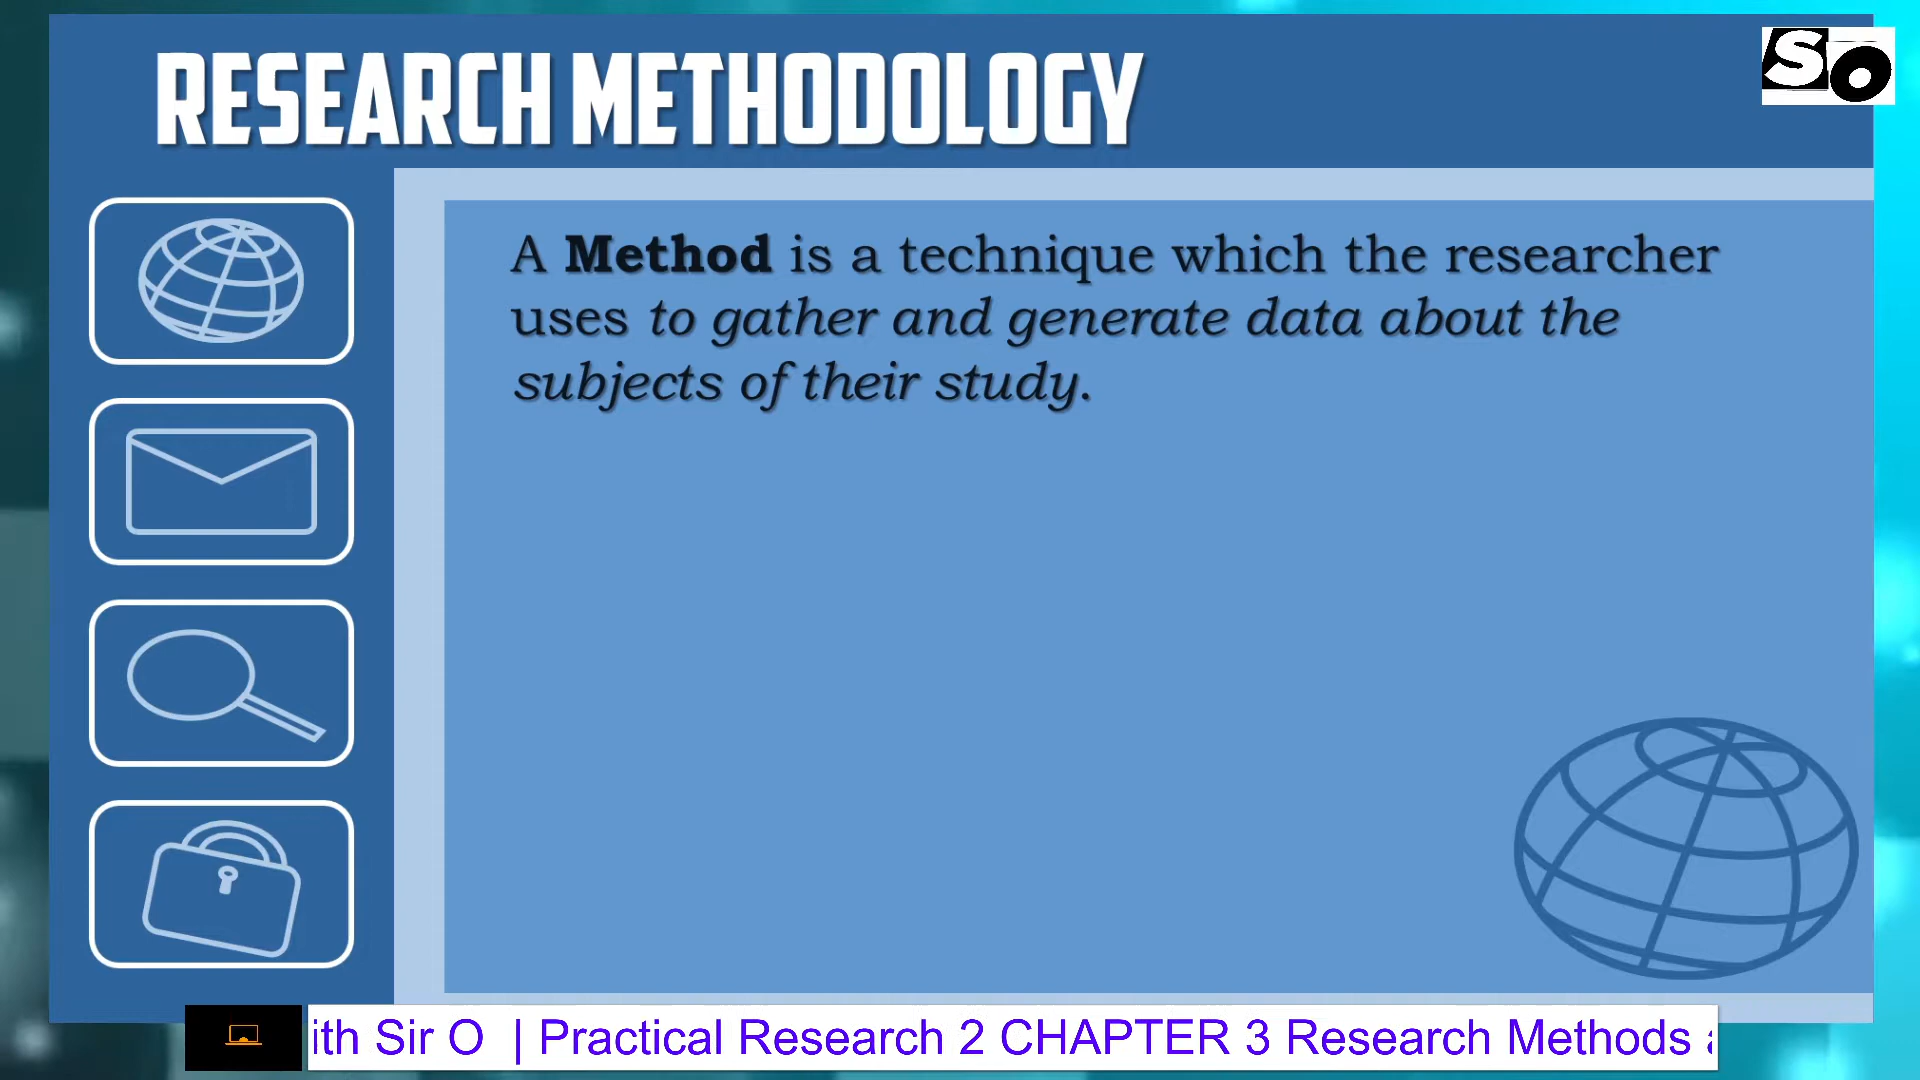 RESEARCH METHODOLOGY
SO
A Method is a technique which the researcher
uses to gather and generate data about the
subjects of their study.
ith Sir O | Practical Research 2 CHAPTER 3 Research Methods